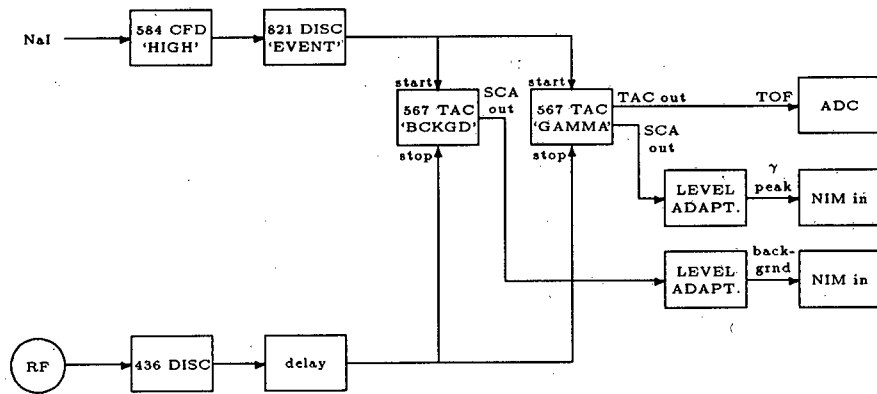 NaI
584 CFD
‘HIGH’
821 DISC
‘EVENT’
start
567 TAC
‘BCKGD’
stop
SCA
out
start
567 TAC
‘GAMMA’
stop
TAC out
TOF
ADC
SCA
out
LEVEL
ADAPT.
γ
peak
NIM in
LEVEL
ADAPT.
back-
grnd
NIM in
RF
436 DISC
delay